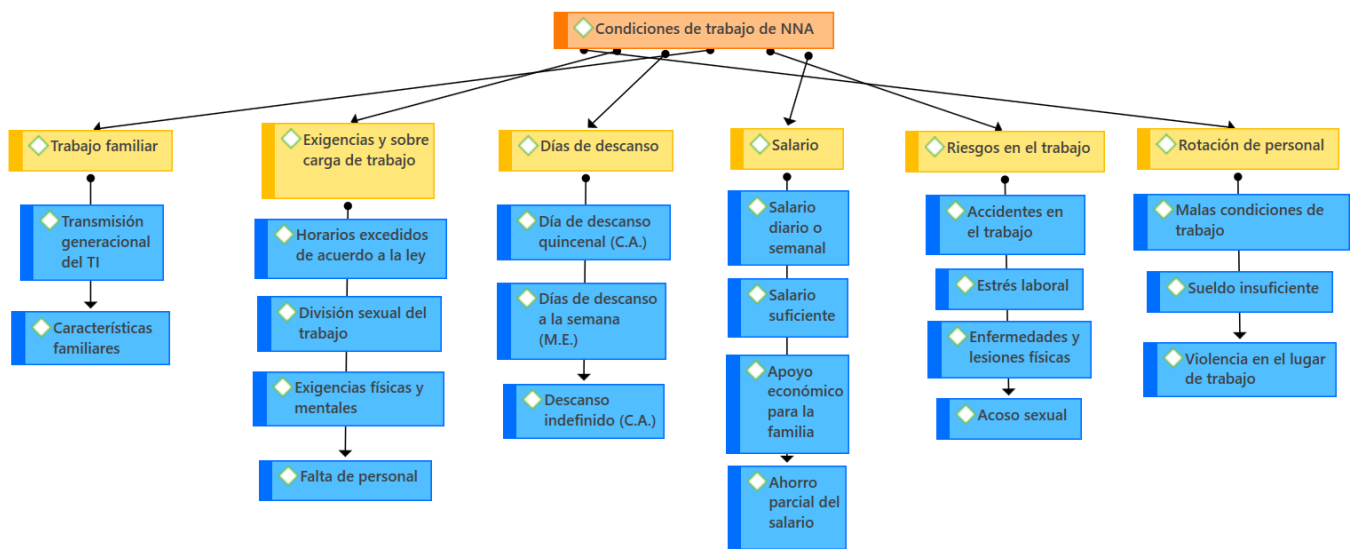 Condiciones de trabajo de NNA
Trabajo familiar
Transmisión
generacional
del TI
Características
familiares
Exigencias y sobre
carga de trabajo
Horarios excedidos
de acuerdo a la ley
División sexual del
trabajo
Exigencias físicas y
mentales
Falta de personal
Días de descanso
Día de descanso
quincenal (C.A.)
Días de descanso
a la semana
(M.E.)
Descanso
indefinido (C.A.)
Salario
Salario
diario o
semanal
Salario
suficiente
Apoyo
económico
para la
familia
Ahorro
parcial del
salario
Riesgos en el trabajo
Accidentes en
el trabajo
Estrés laboral
Enfermedades y
lesiones físicas
Acoso sexual
Rotación de personal
Malas condiciones de
trabajo
Sueldo insuficiente
Violencia en el lugar
de trabajo